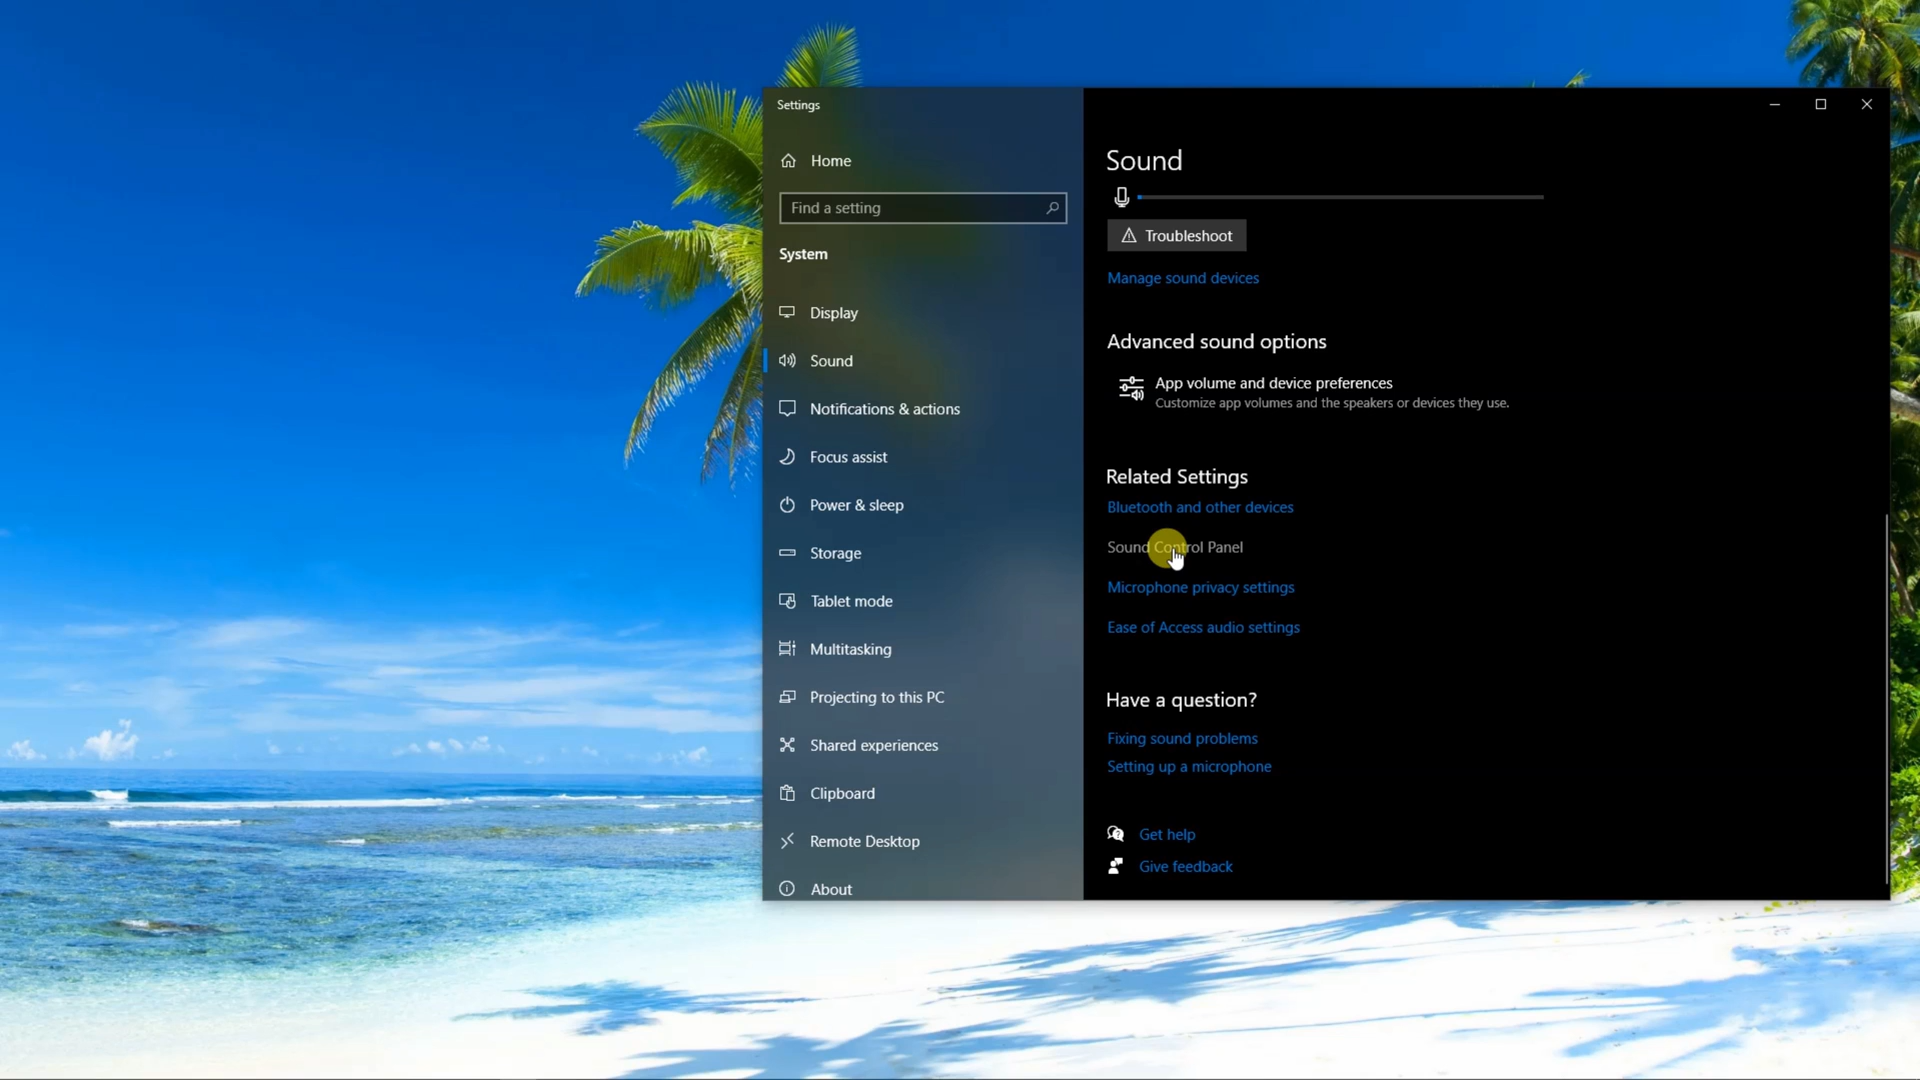 Settings
Home
Find a setting
System
Display
Sound
Notifications & actions
Focus assist
Power & sleep
Storage
Tablet mode
Multitasking
Projecting to this PC
Shared experiences
Clipboard
Remote Desktop
About
Sound
Troubleshoot
Manage sound devices
Advanced sound options
App volume and device preferences
Customize app volumes and the speakers or devices they use.
Related Settings
Bluetooth and other devices
Sound Control Panel
Microphone privacy settings
Ease of Access audio settings
Have a question?
Fixing sound problems
Setting up a microphone
Get help
Give feedback